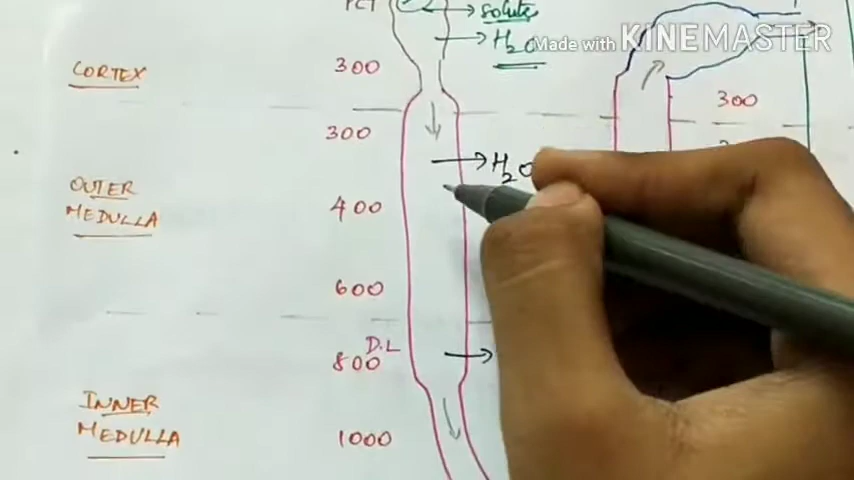 PCT
solute
H2O
Made with KINEMASTER
CORTEX
300
300
300
H2O
OUTER
MEDULLA
400
600
D.L
800
INNER
MEDULLA
1000